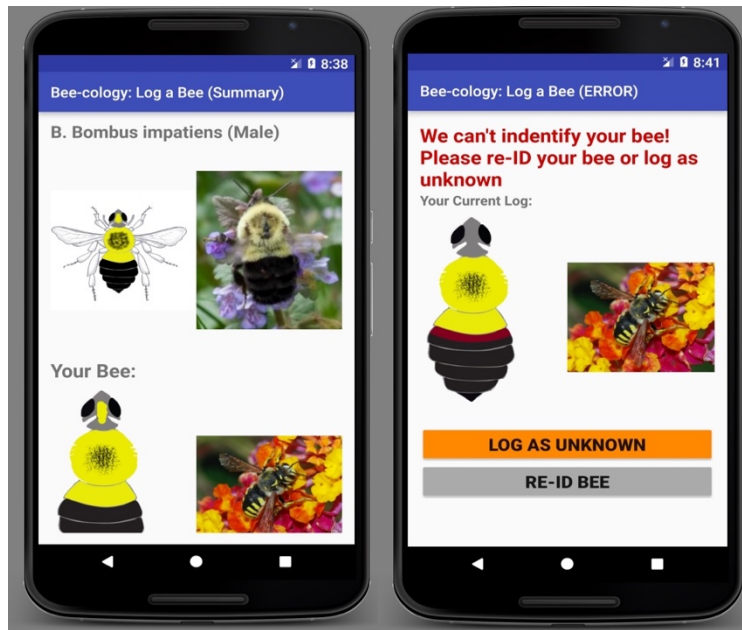 8:38
Bee-cology: Log a Bee (Summary)
B. Bombus impatiens (Male)
Your Bee:
8:41
Bee-cology: Log a Bee (ERROR)
We can't indentify your bee!
Please re-ID your bee or log as
unknown
Your Current Log:
LOG AS UNKNOWN
RE-ID BEE